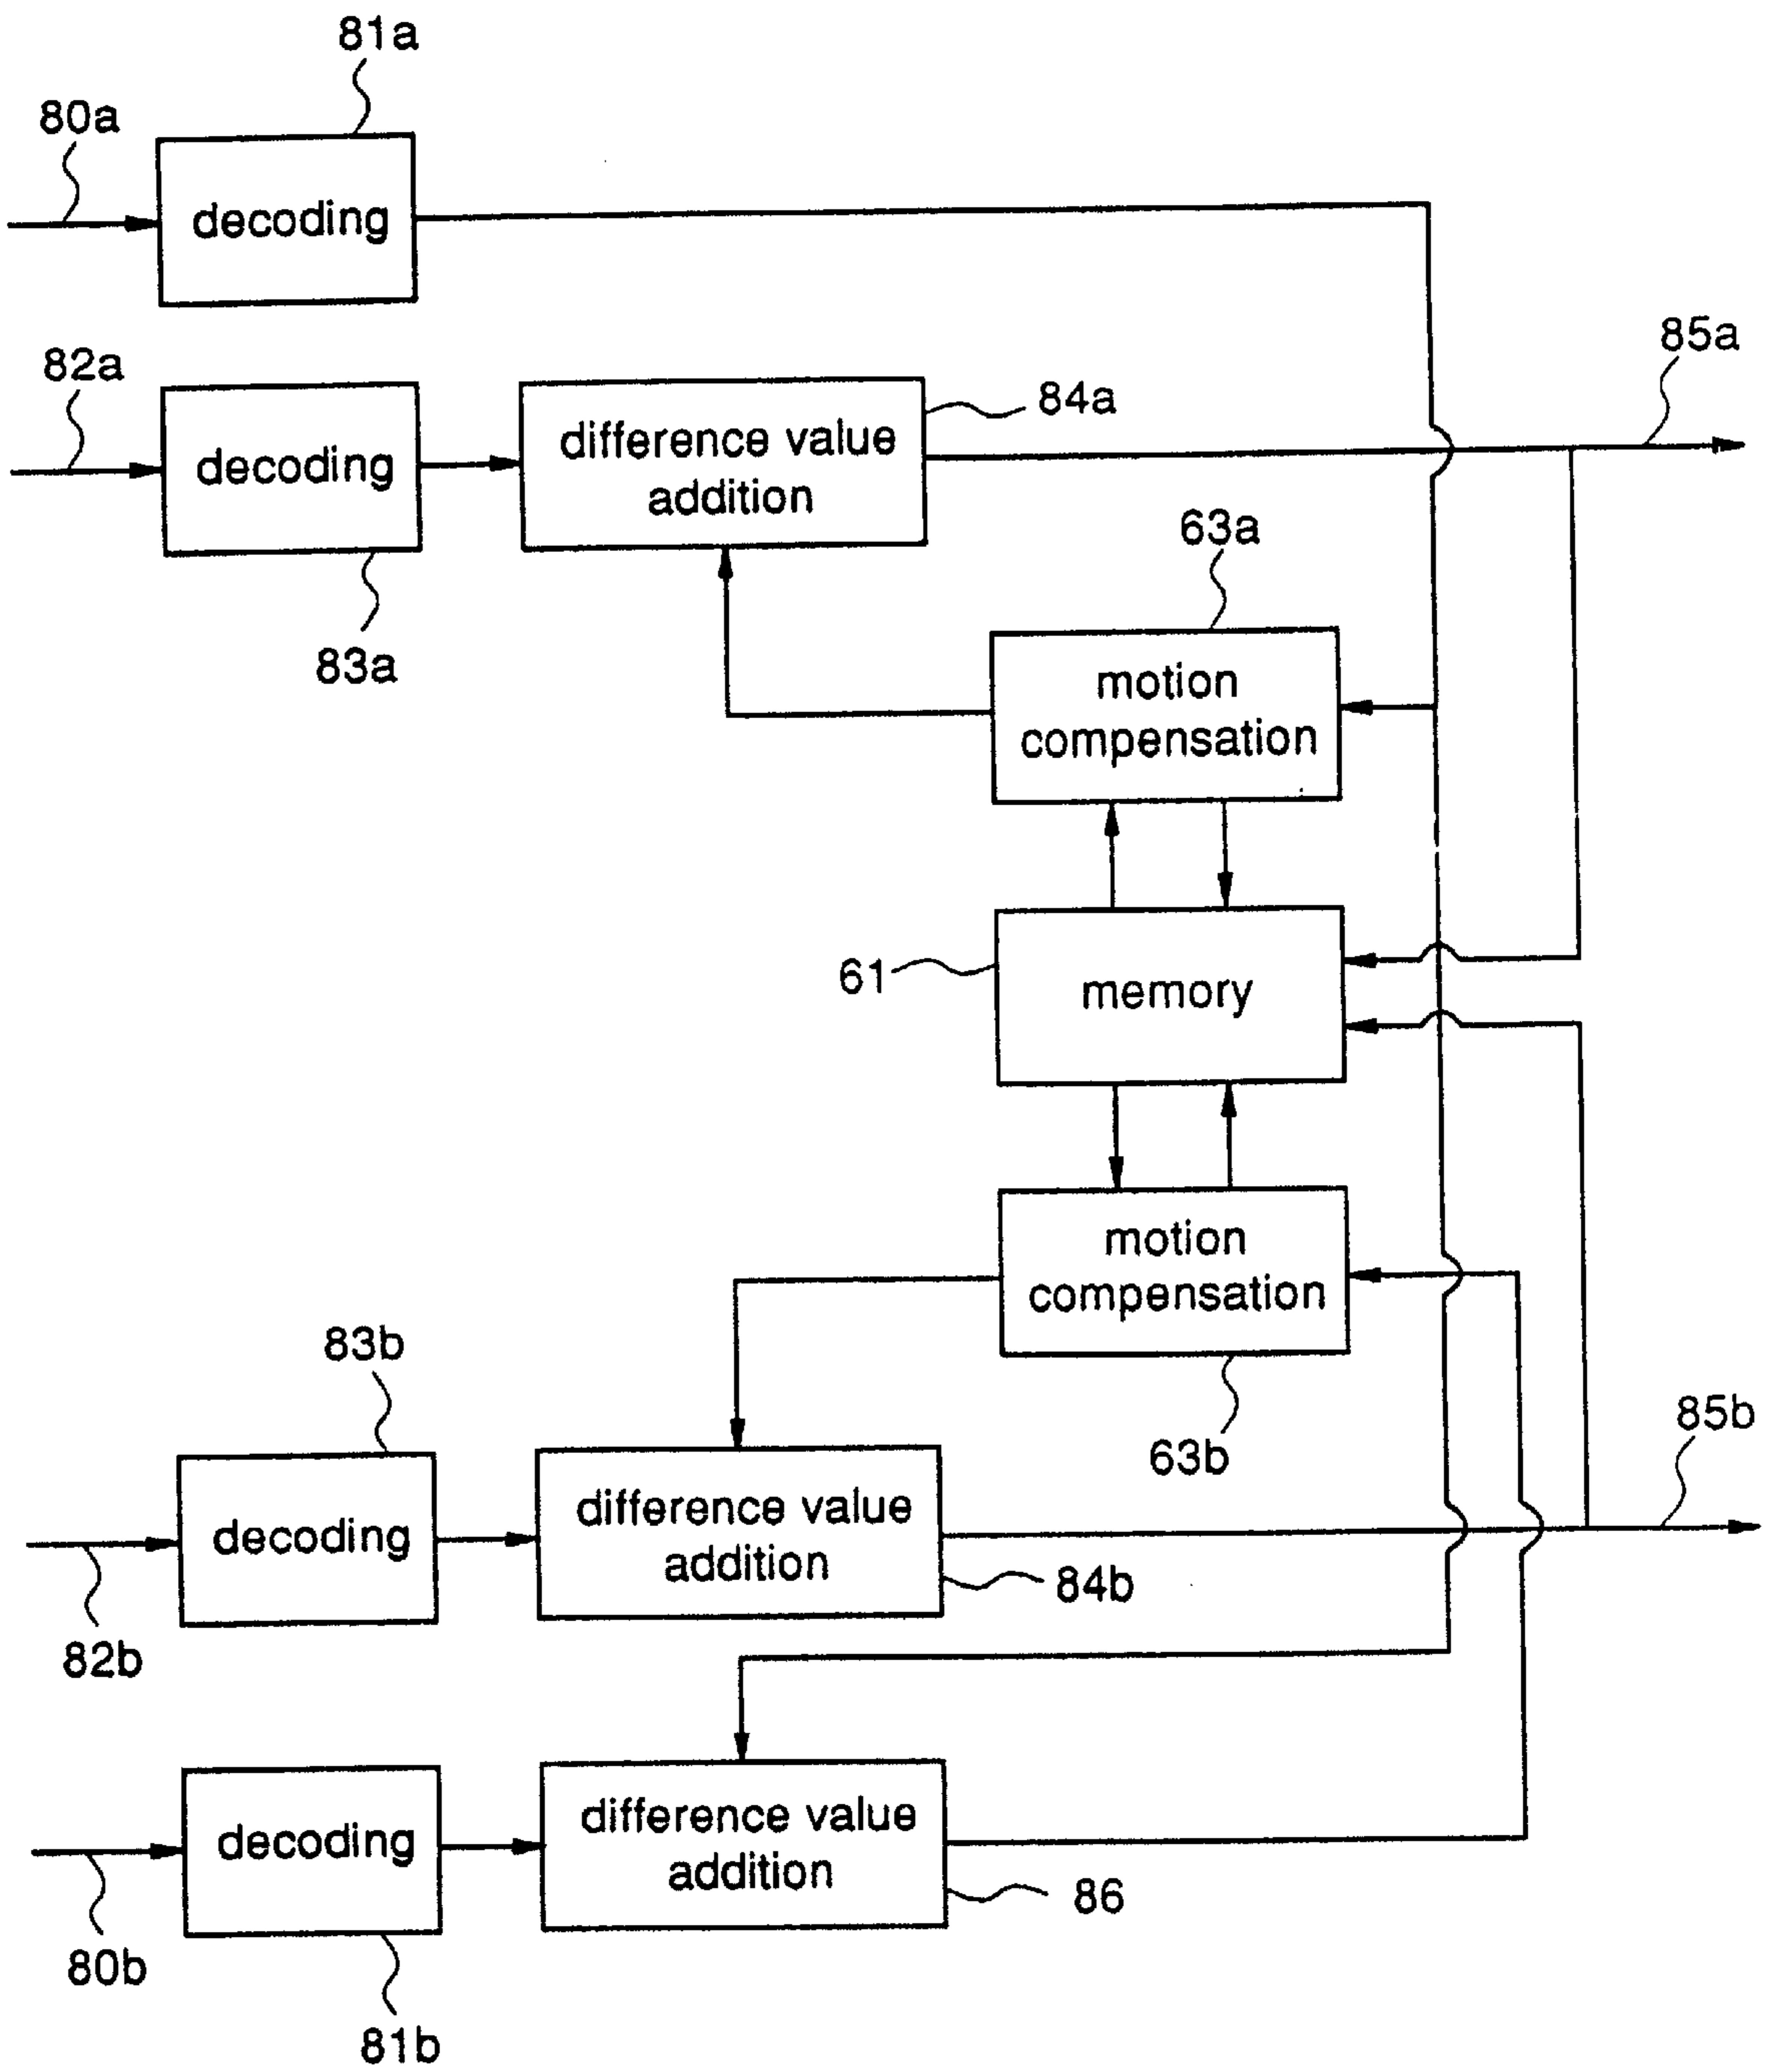 81a
80a
decoding
85a
82a
84a
difference value
addition
decoding
63a
83a
motion
compensation
61
memory
motion
compensation
83b
85b
63b
difference value
addition
decoding
84b
82b
difference value
addition
decoding
86
80b
81b